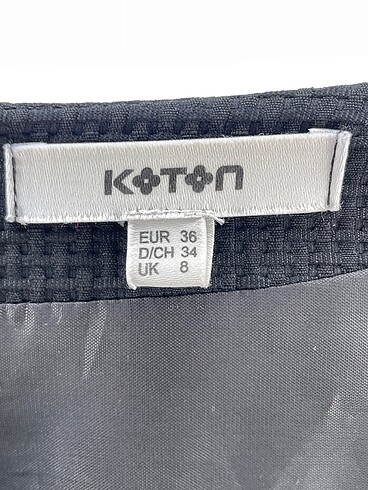 KOTON
EUR 36
D/CH 34
UK 8